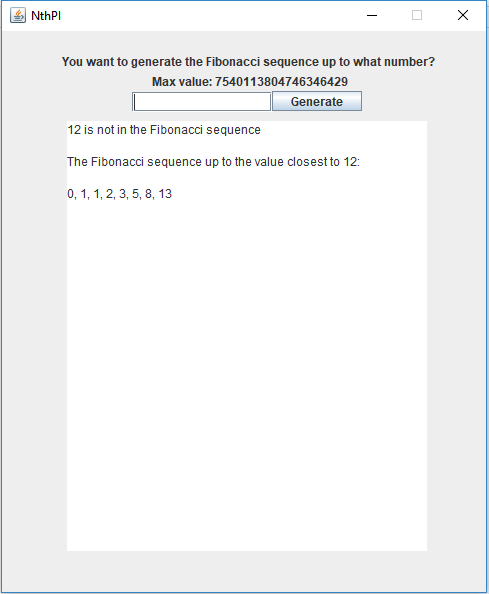 NthPI
You want to generate the Fibonacci sequence up to what number?
Max value: 7540113804746346429
Generate
12 is not in the Fibonacci sequence
The Fibonacci sequence up to the value closest to 12:
0, 1, 1, 2, 3, 5, 8, 13